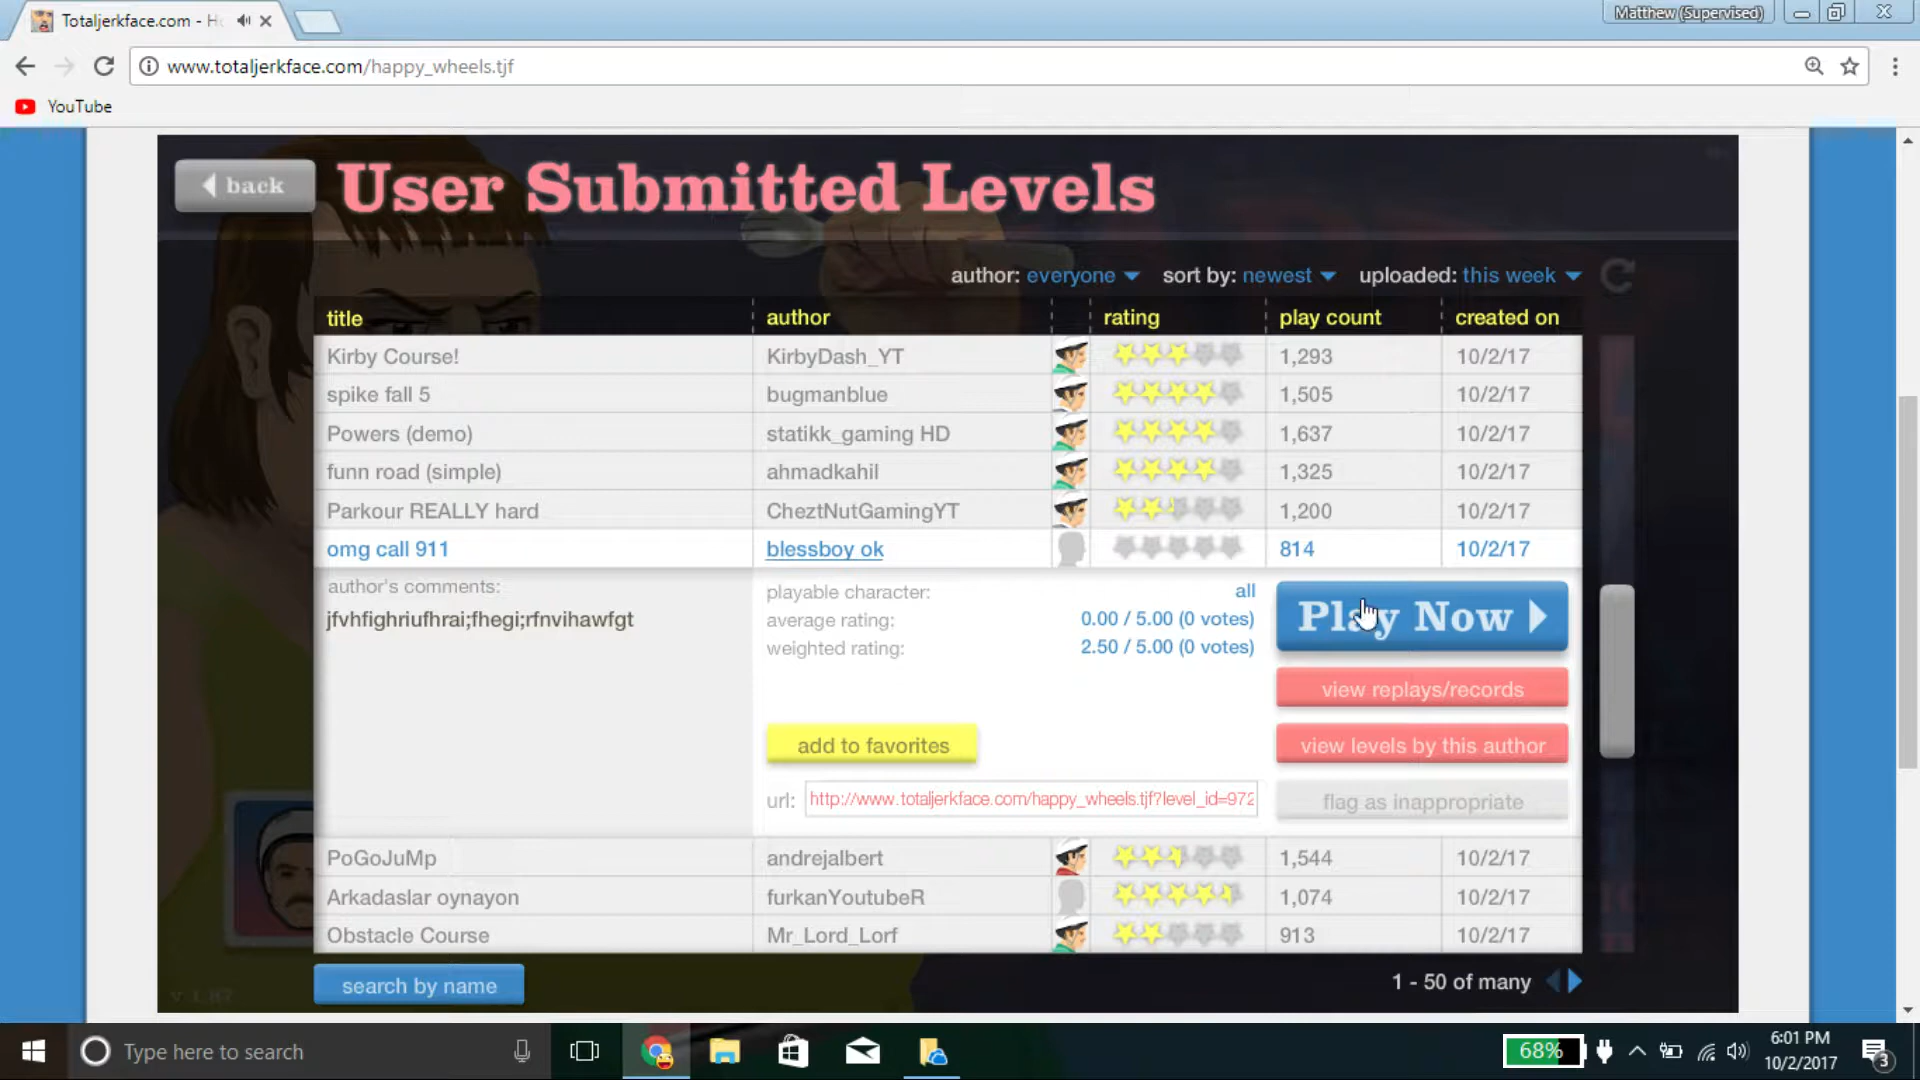 Totaljerkface.com - H
Matthew (Supervised)
www.totaljerkface.com/happy_wheels.tjf
YouTube
back
User Submitted Levels
author: everyone sort by: newest uploaded: this week
title author rating play count created on
Kirby Course! KirbyDash_YT 1,293 10/2/17
spike fall 5 bugmanblue 1,505 10/2/17
Powers (demo) statikk_gaming HD 1,637 10/2/17
funn road (simple) ahmadkahil 1,325 10/2/17
Parkour REALLY hard CheztNutGamingYT 1,200 10/2/17
omg call 911 blessboy ok 814 10/2/17
author's comments:
jfvhfighriufhrai;fhegi;rfnvihawfgt
playable character: all
average rating: 0.00 / 5.00 (0 votes)
weighted rating: 2.50 / 5.00 (0 votes)
Play Now
view replays/records
add to favorites
view levels by this author
url: http://www.totaljerkface.com/happy_wheels.tjf?level_id=972
flag as inappropriate
PoGoJuMp andrejalbert 1,544 10/2/17
Arkadaslar oynayon furkanYoutubeR 1,074 10/2/17
Obstacle Course Mr_Lord_Lorf 913 10/2/17
search by name
1 - 50 of many
v 1.87
Type here to search
68%
6:01 PM
10/2/2017
3